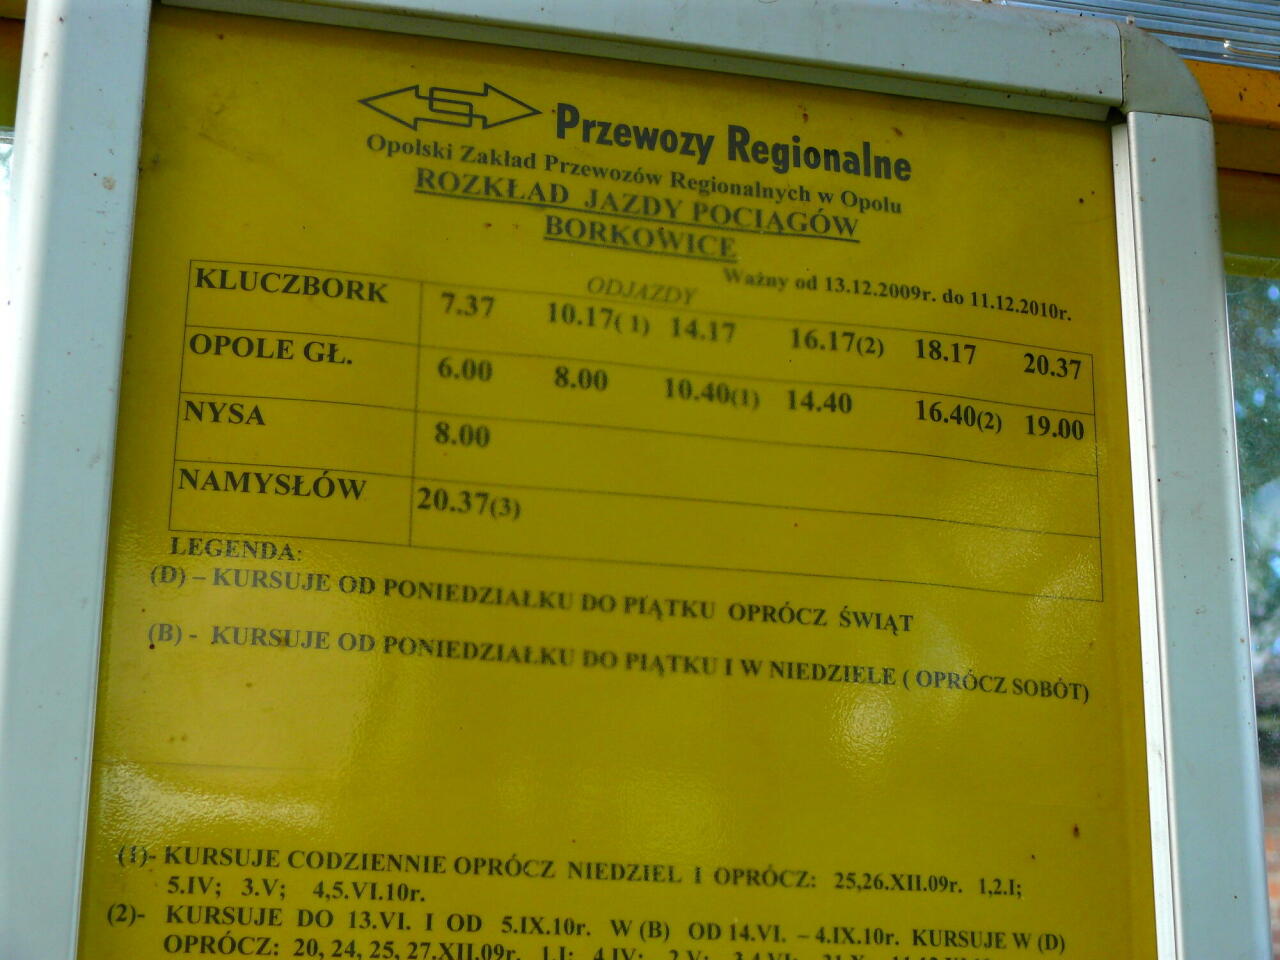 Przewozy Regionalne
Opolski Zakład Przewozów Regionalnych w Opolu
ROZKŁAD JAZDY POCIĄGÓW
BORKOWICE
Ważny od 13.12.2009r. do 11.12.2010r.
ODJAZDY
KLUCZBORK 7.37 10.17(1) 14.17 16.17(2) 18.17 20.37
OPOLE GŁ. 6.00 8.00 10.40(1) 14.40 16.40(2) 19.00
NYSA 8.00
NAMYSŁÓW 20.37(3)
LEGENDA:
(D) – KURSUJE OD PONIEDZIAŁKU DO PIĄTKU OPRÓCZ ŚWIĄT
(B) - KURSUJE OD PONIEDZIAŁKU DO PIĄTKU I W NIEDZIELE ( OPRÓCZ SOBÓT)
(1)- KURSUJE CODZIENNIE OPRÓCZ NIEDZIEL I OPRÓCZ: 25,26.XII.09r. 1,2.I;
5.IV; 3.V; 4,5.VI.10r.
(2)- KURSUJE DO 13.VI. I OD 5.IX.10r. W (B) OD 14.VI. – 4.IX.10r. KURSUJE W (D)
OPRÓCZ: 20, 24, 25, 27.XII.09r. 1.I; 4.IV; 2.V;